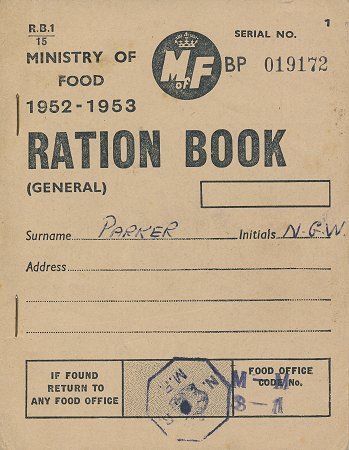 R.B.1
15
1
SERIAL NO.
MINISTRY OF
FOOD
1952-1953
M OF F
BP 019172
RATION BOOK
(GENERAL)
Surname PARKER Initials N.G.W.
Address
IF FOUND
RETURN TO
ANY FOOD OFFICE
FOOD OFFICE
CODE No.
M-M
8-1
N.
M.F